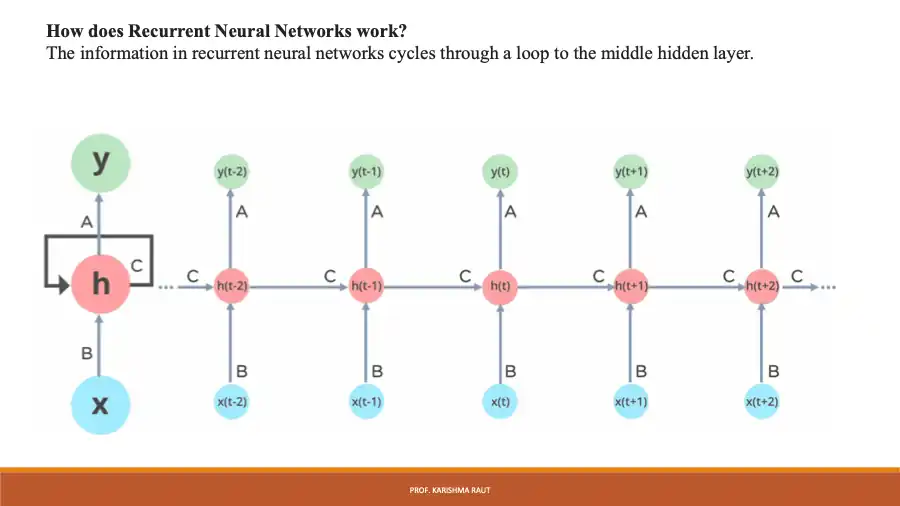 How does Recurrent Neural Networks work?
The information in recurrent neural networks cycles through a loop to the middle hidden layer.
y y(t-2) y(t-1) y(t) y(t+1) y(t+2)
A A A A A A
h C ... C h(t-2) C h(t-1) C h(t) C h(t+1) C h(t+2) C ...
B B B B B B
x x(t-2) x(t-1) x(t) x(t+1) x(t+2)
PROF. KARISHMA RAUT